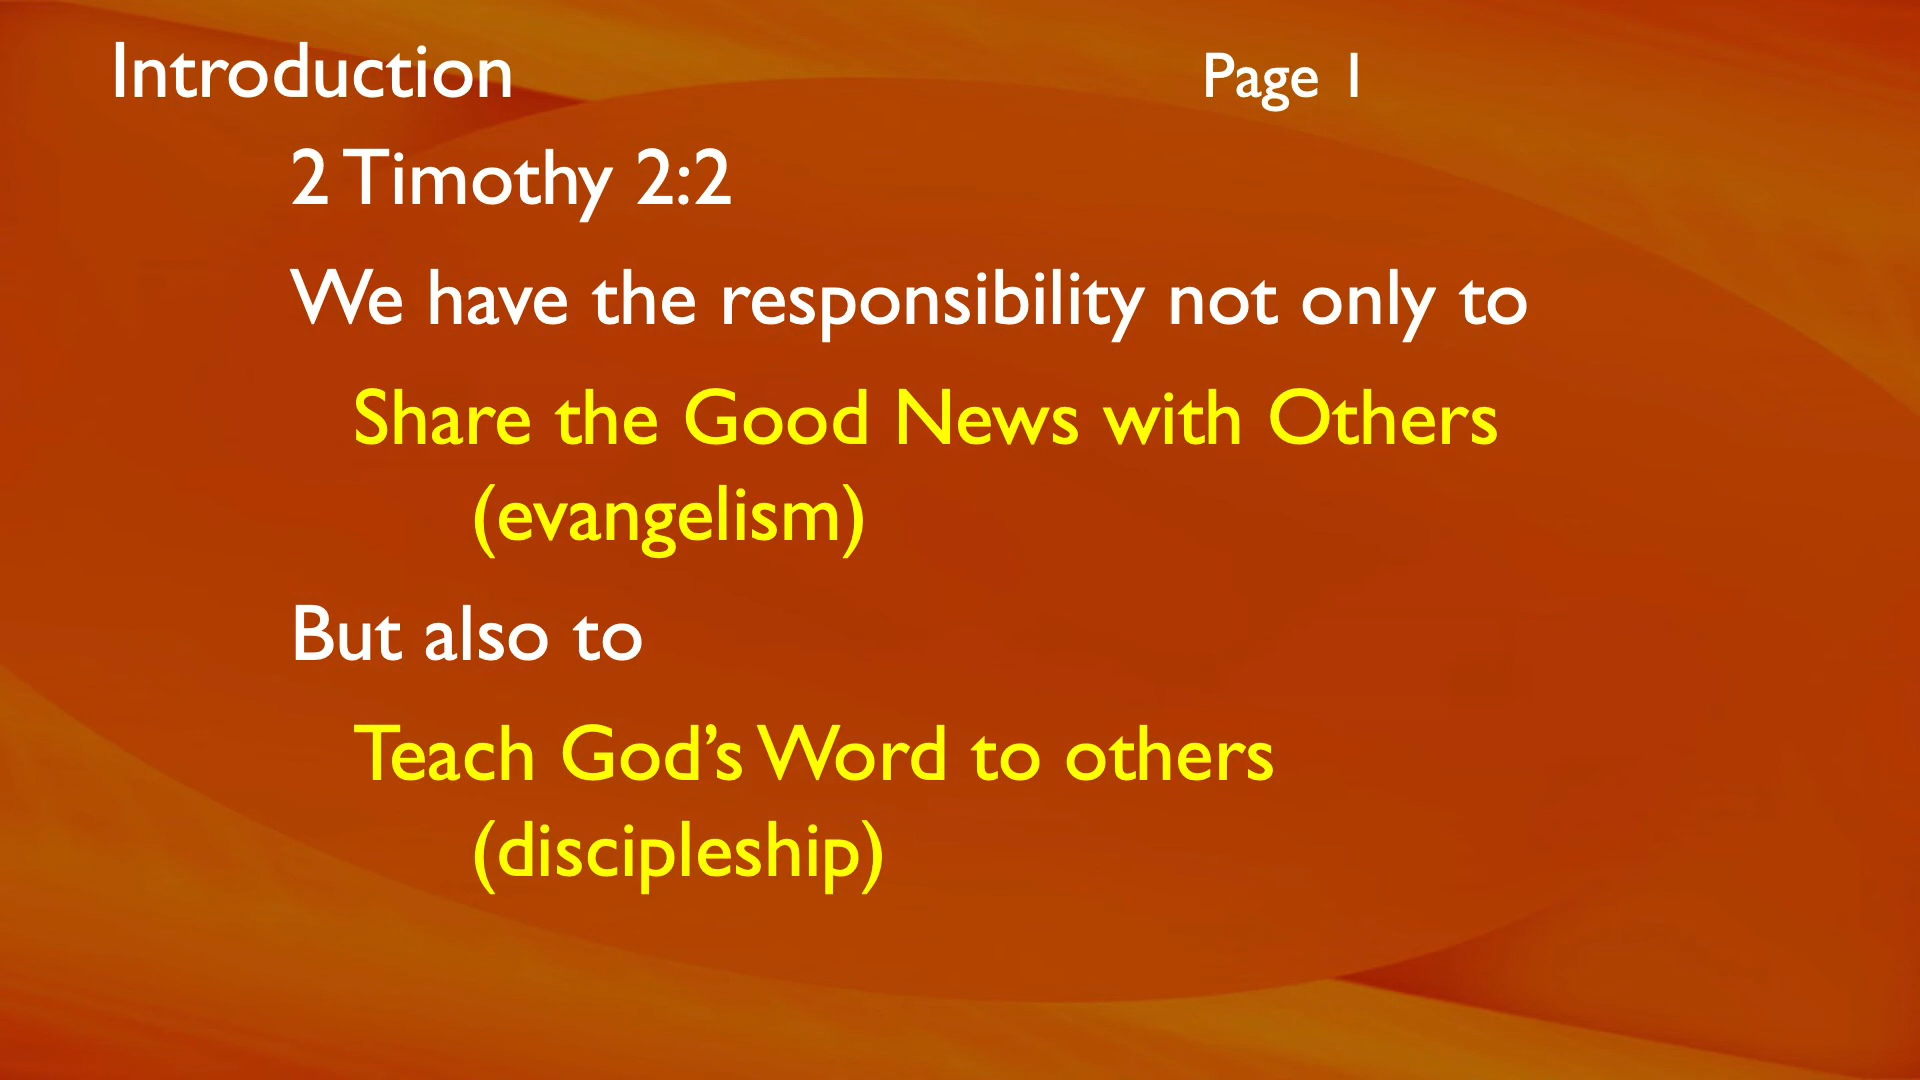 Introduction Page 1
2 Timothy 2:2
We have the responsibility not only to
Share the Good News with Others
(evangelism)
But also to
Teach God’s Word to others
(discipleship)